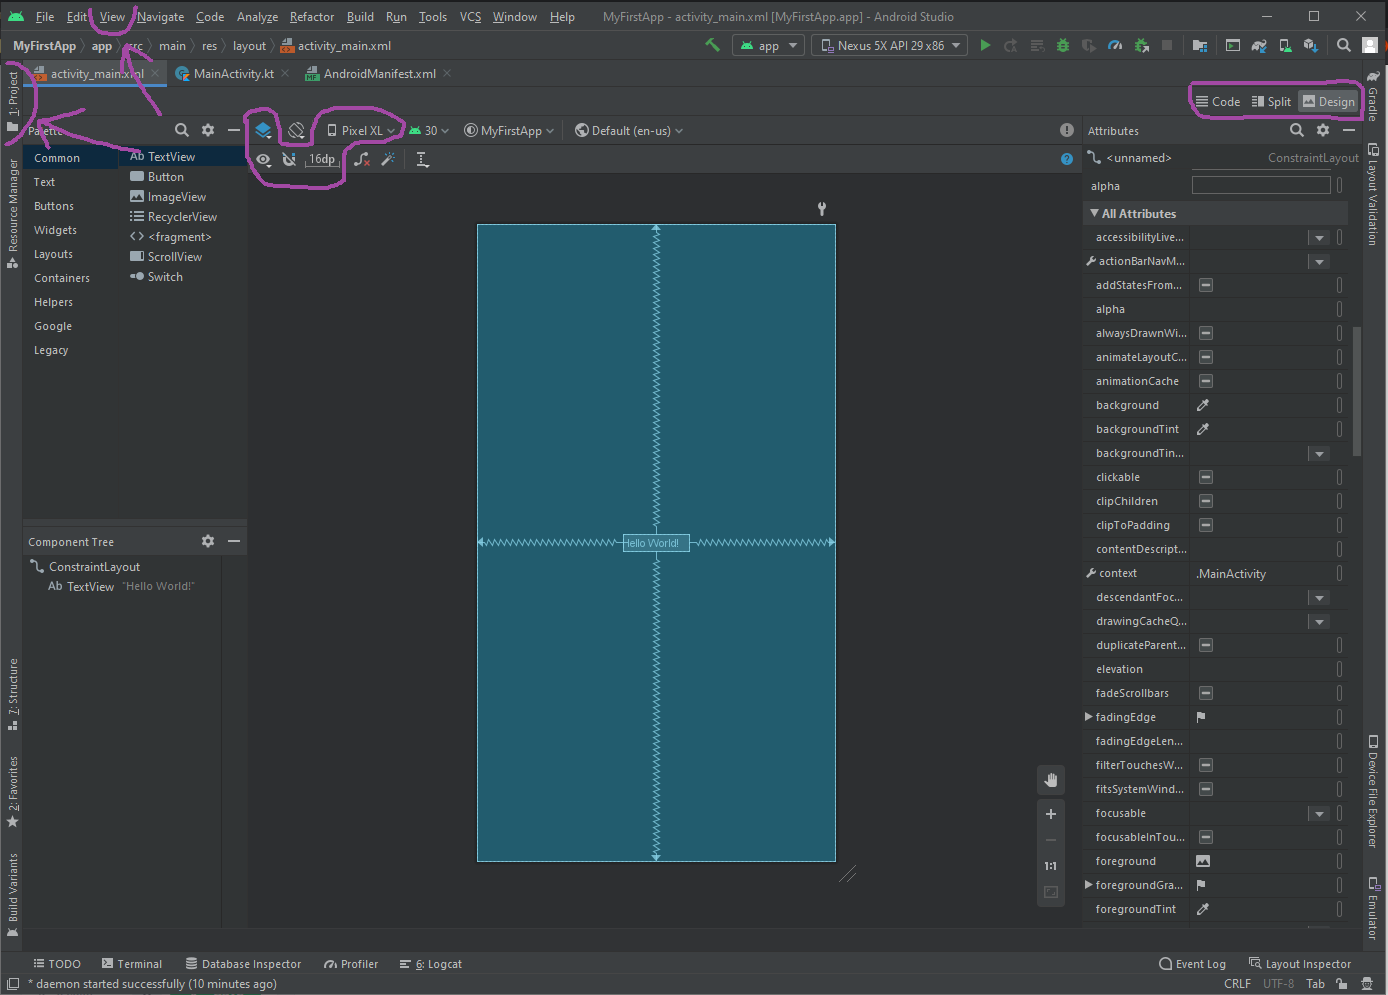 File Edit View Navigate Code Analyze Refactor Build Run Tools VCS Window Help MyFirstApp - activity_main.xml [MyFirstApp.app] - Android Studio
MyFirstApp app src main res layout activity_main.xml app Nexus 5X API 29 x86
activity_main.xml MainActivity.kt AndroidManifest.xml
Code Split Design
1: Project
Resource Manager
7: Structure
2: Favorites
Build Variants
Palette
Pixel XL 30 MyFirstApp Default (en-us)
16dp
Common
Text
Buttons
Widgets
Layouts
Containers
Helpers
Google
Legacy
Ab TextView
Button
ImageView
RecyclerView
<fragment>
ScrollView
Switch
Component Tree
ConstraintLayout
Ab TextView "Hello World!"
Hello World!
1:1
Attributes
<unnamed> ConstraintLayout
alpha
All Attributes
accessibilityLive...
actionBarNavM...
addStatesFrom...
alpha
alwaysDrawnWi...
animateLayoutC...
animationCache
background
backgroundTint
backgroundTin...
clickable
clipChildren
clipToPadding
contentDescript...
context .MainActivity
descendantFoc...
drawingCacheQ...
duplicateParent...
elevation
fadeScrollbars
fadingEdge
fadingEdgeLen...
filterTouchesW...
fitsSystemWind...
focusable
focusableInTou...
foreground
foregroundGra...
foregroundTint
Gradle
Layout Validation
Device File Explorer
Emulator
TODO Terminal Database Inspector Profiler 6: Logcat Event Log Layout Inspector
* daemon started successfully (10 minutes ago) CRLF UTF-8 Tab